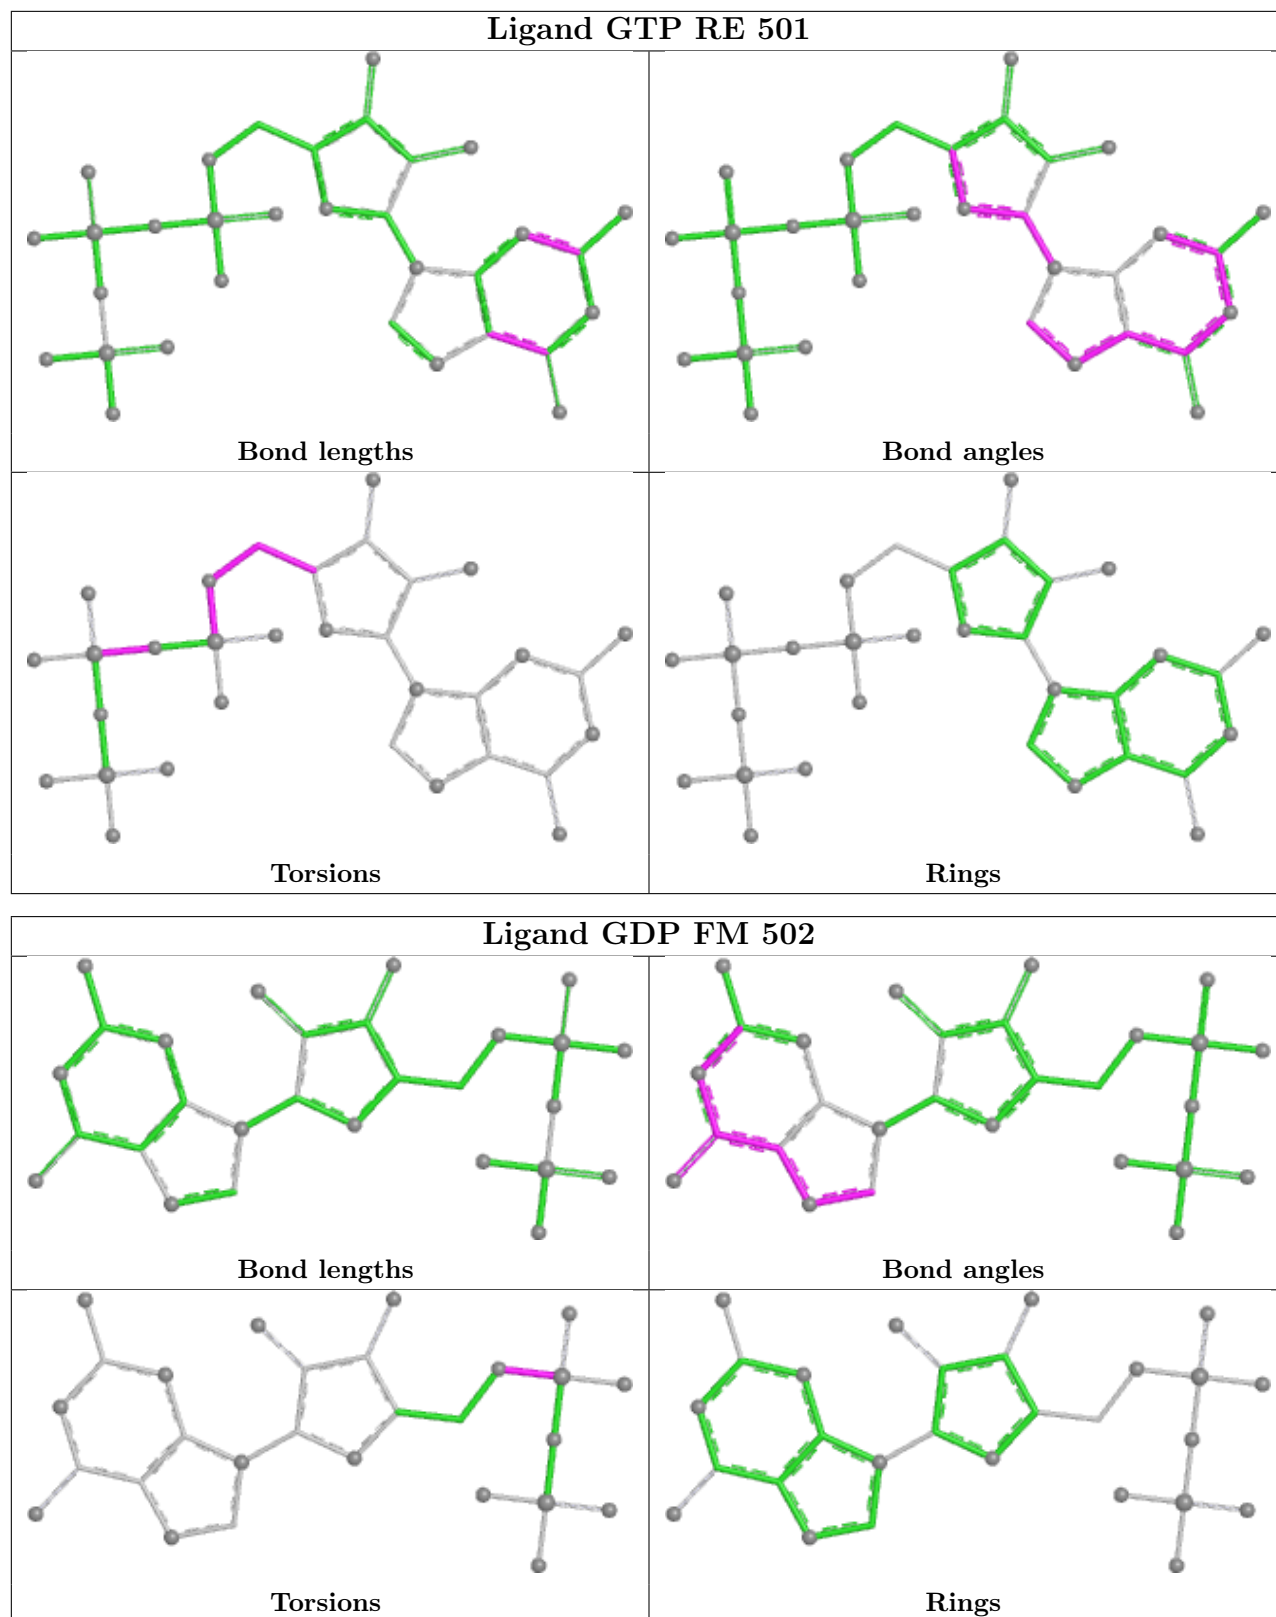 Ligand GTP RE 501
Bond lengths
Bond angles
Torsions
Rings
Ligand GDP FM 502
Bond lengths
Bond angles
Torsions
Rings